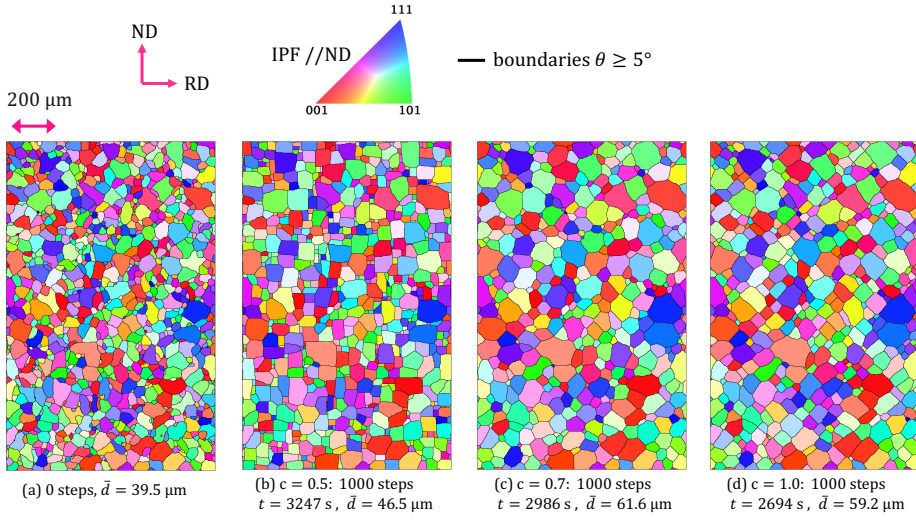 ND
RD
200 μm
IPF //ND
111
001
101
boundaries θ ≥ 5°
(a) 0 steps, d̄ = 39.5 μm
(b) c = 0.5: 1000 steps
t = 3247 s , d̄ = 46.5 μm
(c) c = 0.7: 1000 steps
t = 2986 s , d̄ = 61.6 μm
(d) c = 1.0: 1000 steps
t = 2694 s , d̄ = 59.2 μm